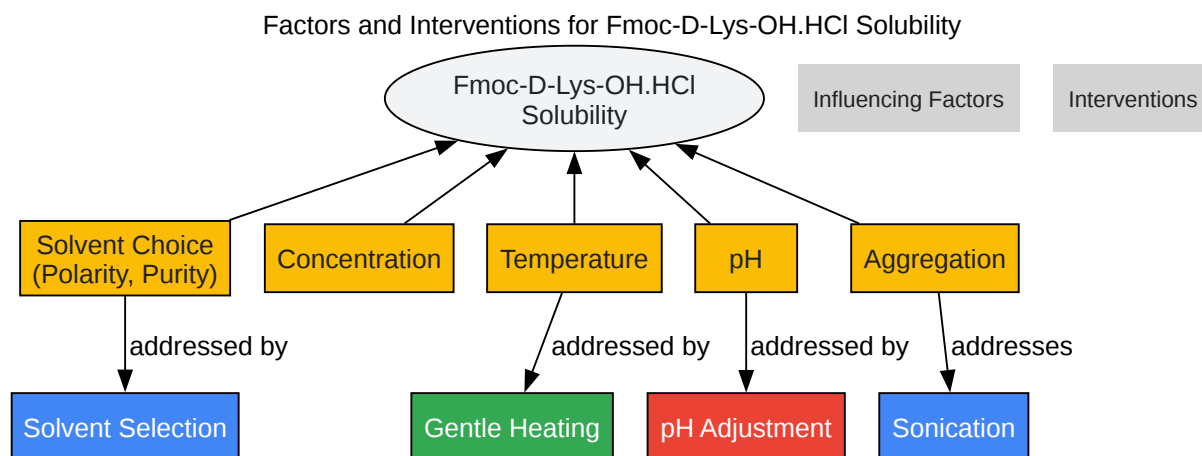 Factors and Interventions for Fmoc-D-Lys-OH.HCl Solubility
Fmoc-D-Lys-OH.HCl
Solubility
Influencing Factors
Interventions
Solvent Choice
(Polarity, Purity)
Concentration
Temperature
pH
Aggregation
addressed by
addressed by
addressed by
addresses
Solvent Selection
Gentle Heating
pH Adjustment
Sonication